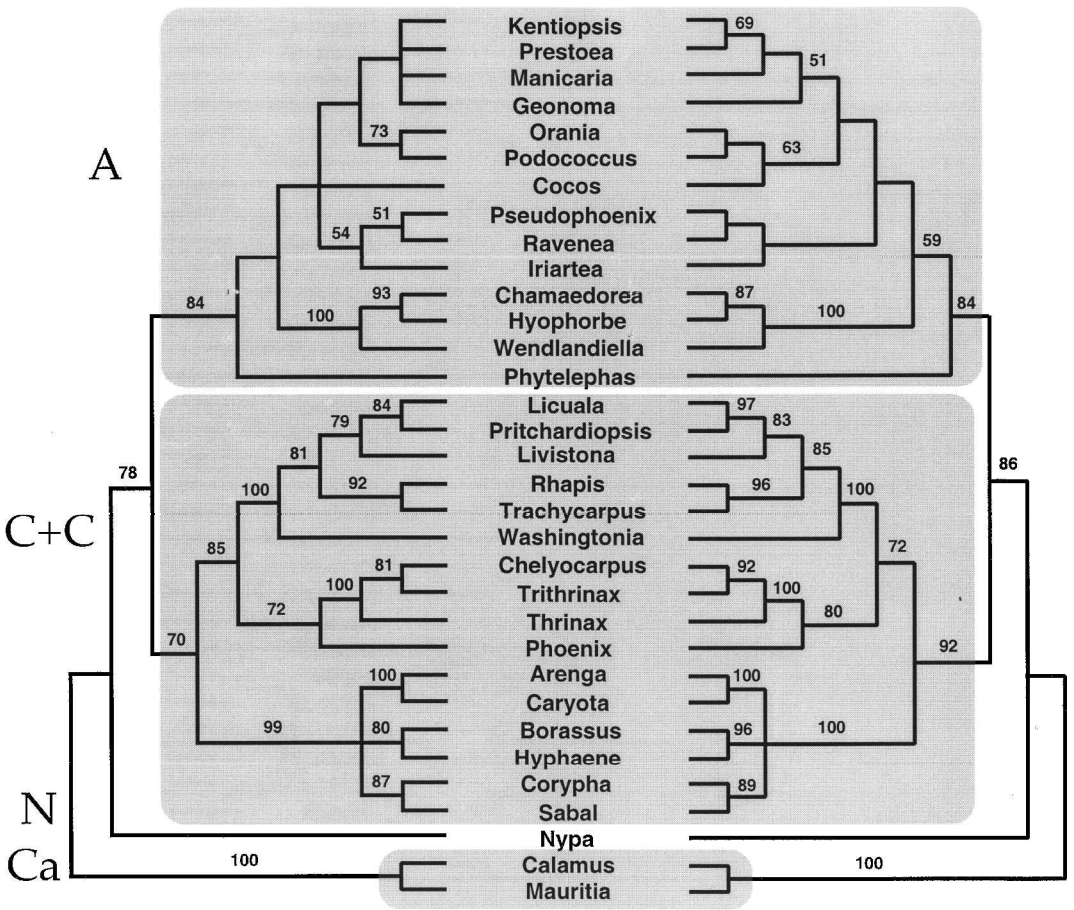 Kentiopsis 69
Prestoea 51
Manicaria
Geonoma
73 Orania
A Podococcus 63
Cocos
51 Pseudophoenix
54 Ravenea 59
Iriartea
84 93 Chamaedorea 87 84
100 Hyophorbe 100
Wendlandiella
Phytelephas
84 Licuala 97
79 Pritchardiopsis 83
78 81 Livistona 85 86
100 92 Rhapis 96 100
Trachycarpus
C+C Washingtonia
85 81 Chelyocarpus 92 72
100 Trithrinax 100
72 Thrinax 80
70 Phoenix 92
100 Arenga 100
Caryota
99 80 Borassus 96 100
Hyphaene
87 Corypha 89
N Sabal
Nypa
Ca 100 Calamus 100
Mauritia